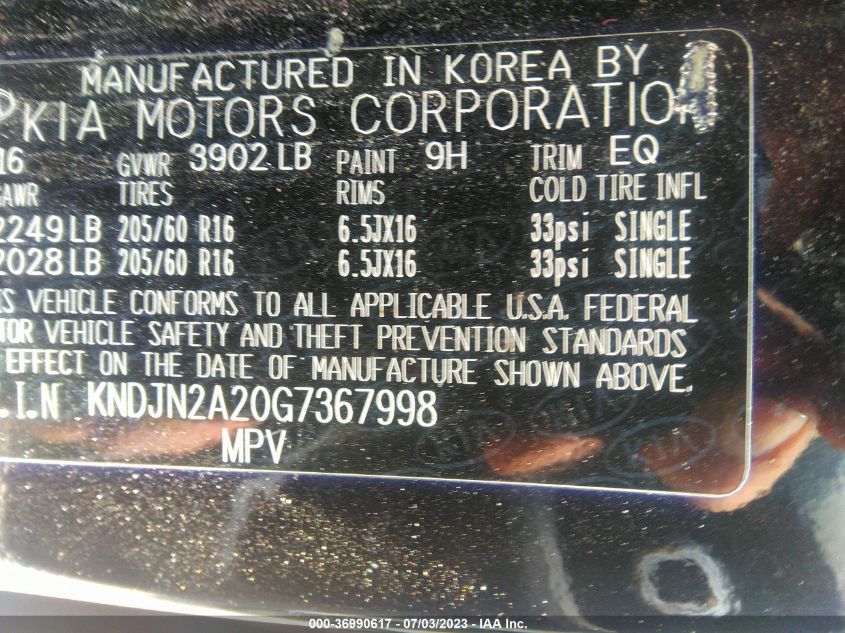 MANUFACTURED IN KOREA BY
KIA MOTORS CORPORATION
16 GVWR 3902 LB PAINT 9H TRIM EQ
GAWR TIRES RIMS COLD TIRE INFL
2249 LB 205/60 R16 6.5JX16 33psi SINGLE
2028 LB 205/60 R16 6.5JX16 33psi SINGLE
IS VEHICLE CONFORMS TO ALL APPLICABLE U.S.A. FEDERAL
TOR VEHICLE SAFETY AND THEFT PREVENTION STANDARDS
EFFECT ON THE DATE OF MANUFACTURE SHOWN ABOVE.
.I.N KNDJN2A20G7367998
MPV
000-36990617 - 07/03/2023 - IAA Inc.